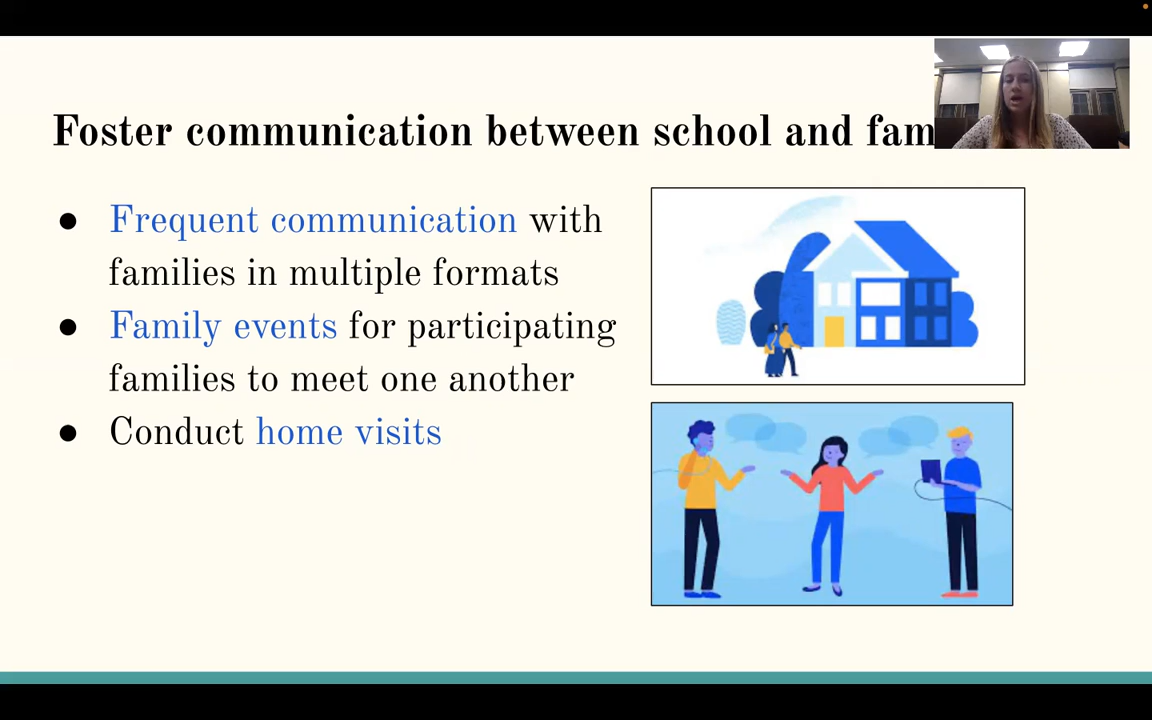 Foster communication between school and fam
● Frequent communication with
families in multiple formats
● Family events for participating
families to meet one another
● Conduct home visits